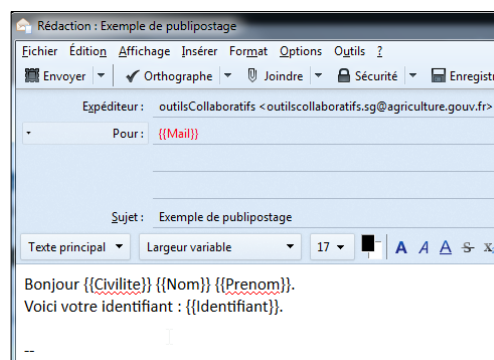 Rédaction : Exemple de publipostage
Fichier Édition Affichage Insérer Format Options Outils ?
Envoyer Orthographe Joindre Sécurité Enregistr
Expéditeur : outilsCollaboratifs <outilscollaboratifs.sg@agriculture.gouv.fr>
Pour : {{Mail}}
Sujet : Exemple de publipostage
Texte principal Largeur variable 17 A A A S X
Bonjour {{Civilite}} {{Nom}} {{Prenom}}.
Voici votre identifiant : {{Identifiant}}.
--